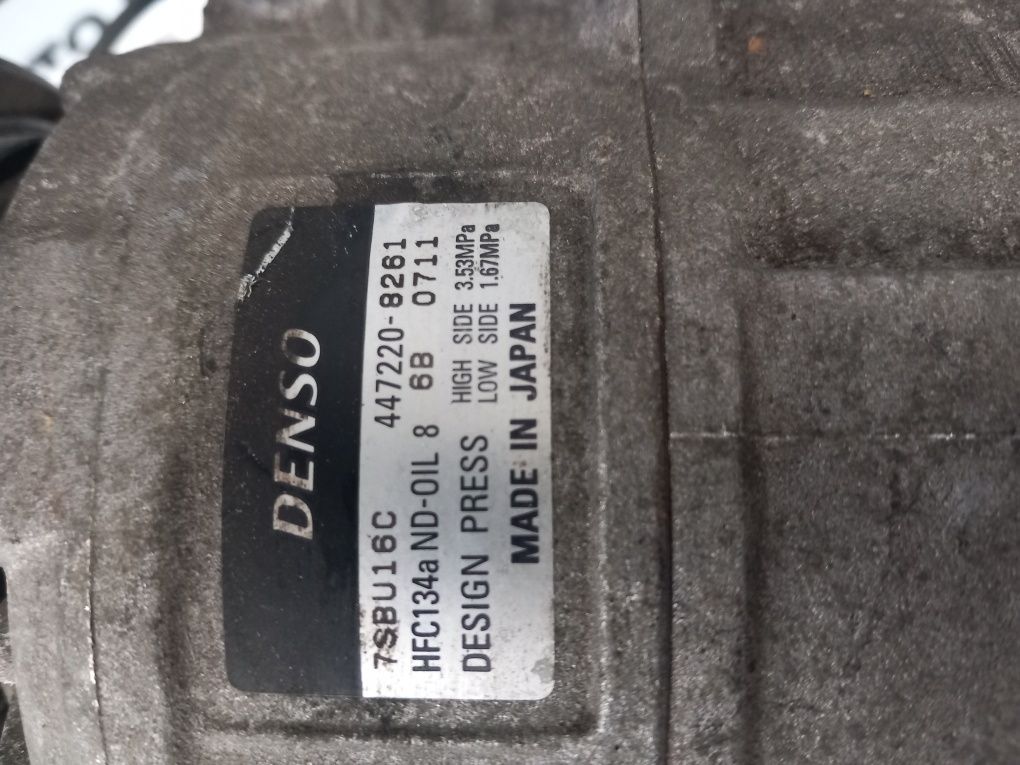 DENSO
7SBU16C 447220-8261
HFC134a ND-OIL 8 6B 0711
DESIGN PRESS HIGH SIDE 3.53MPa
LOW SIDE 1.67MPa
MADE IN JAPAN